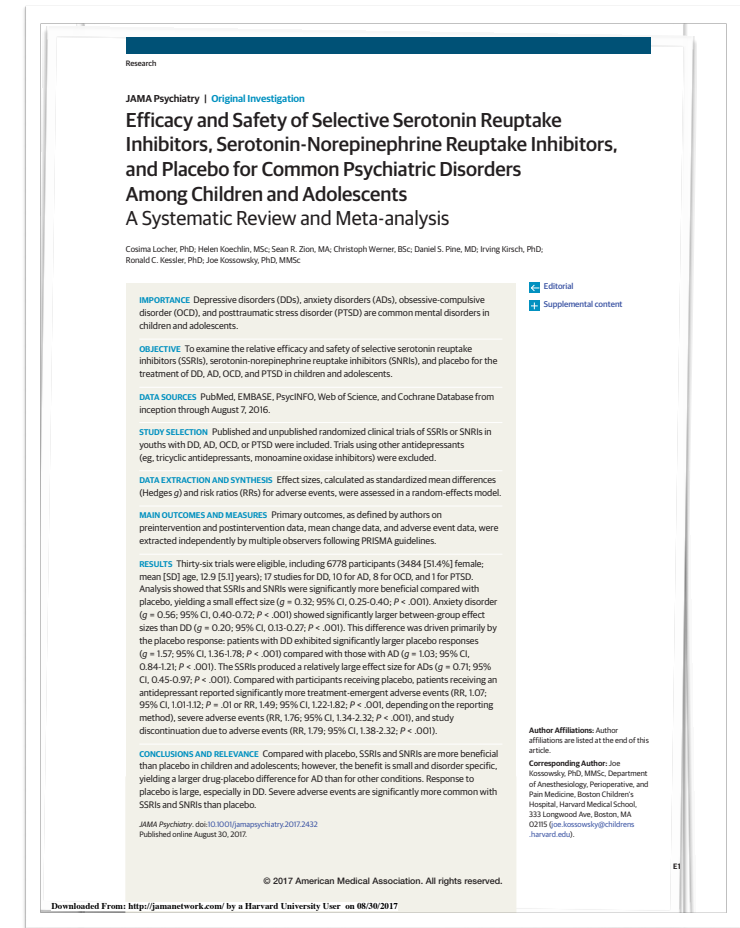 Research
JAMA Psychiatry | Original Investigation
Efficacy and Safety of Selective Serotonin Reuptake
Inhibitors, Serotonin-Norepinephrine Reuptake Inhibitors,
and Placebo for Common Psychiatric Disorders
Among Children and Adolescents
A Systematic Review and Meta-analysis
Cosima Locher, PhD; Helen Koechlin, MSc; Sean R. Zion, MA; Christoph Werner, BSc; Daniel S. Pine, MD; Irving Kirsch, PhD;
Ronald C. Kessler, PhD; Joe Kossowsky, PhD, MMSc
IMPORTANCE Depressive disorders (DDs), anxiety disorders (ADs), obsessive-compulsive
disorder (OCD), and posttraumatic stress disorder (PTSD) are common mental disorders in
children and adolescents.
OBJECTIVE To examine the relative efficacy and safety of selective serotonin reuptake
inhibitors (SSRIs), serotonin-norepinephrine reuptake inhibitors (SNRIs), and placebo for the
treatment of DD, AD, OCD, and PTSD in children and adolescents.
DATA SOURCES PubMed, EMBASE, PsycINFO, Web of Science, and Cochrane Database from
inception through August 7, 2016.
STUDY SELECTION Published and unpublished randomized clinical trials of SSRIs or SNRIs in
youths with DD, AD, OCD, or PTSD were included. Trials using other antidepressants
(eg, tricyclic antidepressants, monoamine oxidase inhibitors) were excluded.
DATA EXTRACTION AND SYNTHESIS Effect sizes, calculated as standardized mean differences
(Hedges g) and risk ratios (RRs) for adverse events, were assessed in a random-effects model.
MAIN OUTCOMES AND MEASURES Primary outcomes, as defined by authors on
preintervention and postintervention data, mean change data, and adverse event data, were
extracted independently by multiple observers following PRISMA guidelines.
RESULTS Thirty-six trials were eligible, including 6778 participants (3484 [51.4%] female;
mean [SD] age, 12.9 [5.1] years); 17 studies for DD, 10 for AD, 8 for OCD, and 1 for PTSD.
Analysis showed that SSRIs and SNRIs were significantly more beneficial compared with
placebo, yielding a small effect size (g = 0.32; 95% CI, 0.25-0.40; P < .001). Anxiety disorder
(g = 0.56; 95% CI, 0.40-0.72; P < .001) showed significantly larger between-group effect
sizes than DD (g = 0.20; 95% CI, 0.13-0.27; P < .001). This difference was driven primarily by
the placebo response: patients with DD exhibited significantly larger placebo responses
(g = 1.57; 95% CI, 1.36-1.78; P < .001) compared with those with AD (g = 1.03; 95% CI,
0.84-1.21; P < .001). The SSRIs produced a relatively large effect size for ADs (g = 0.71; 95%
CI, 0.45-0.97; P < .001). Compared with participants receiving placebo, patients receiving an
antidepressant reported significantly more treatment-emergent adverse events (RR, 1.07;
95% CI, 1.01-1.12; P = .01 or RR, 1.49; 95% CI, 1.22-1.82, P < .001, depending on the reporting
method), severe adverse events (RR, 1.76; 95% CI, 1.34-2.32; P < .001), and study
discontinuation due to adverse events (RR, 1.79; 95% CI, 1.38-2.32; P < .001).
CONCLUSIONS AND RELEVANCE Compared with placebo, SSRIs and SNRIs are more beneficial
than placebo in children and adolescents; however, the benefit is small and disorder specific,
yielding a larger drug-placebo difference for AD than for other conditions. Response to
placebo is large, especially in DD. Severe adverse events are significantly more common with
SSRIs and SNRIs than placebo.
JAMA Psychiatry. doi:10.1001/jamapsychiatry.2017.2432
Published online August 30, 2017.
Editorial
Supplemental content
Author Affiliations: Author
affiliations are listed at the end of this
article.
Corresponding Author: Joe
Kossowsky, PhD, MMSc, Department
of Anesthesiology, Perioperative, and
Pain Medicine, Boston Children's
Hospital, Harvard Medical School,
333 Longwood Ave, Boston, MA
02115 (joe.kossowsky@childrens
.harvard.edu).
E1
© 2017 American Medical Association. All rights reserved.
Downloaded From: http://jamanetwork.com/ by a Harvard University User on 08/30/2017